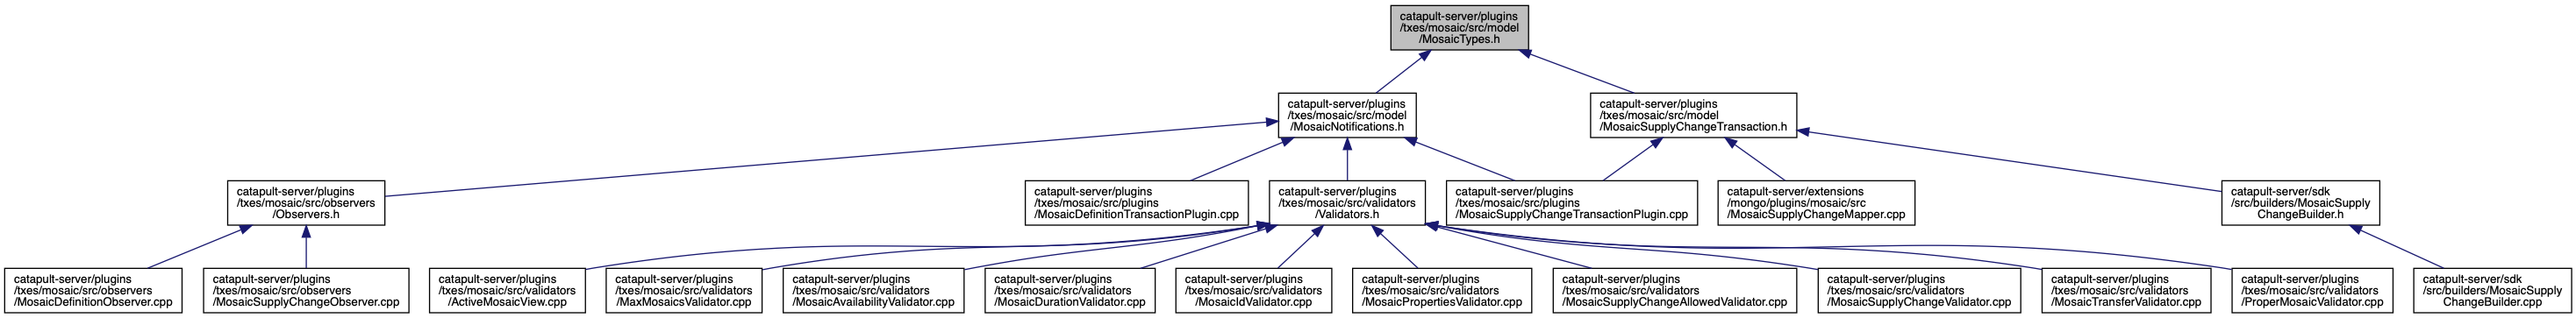 catapult-server/plugins
/txes/mosaic/src/model
/MosaicTypes.h
catapult-server/plugins
/txes/mosaic/src/model
/MosaicNotifications.h
catapult-server/plugins
/txes/mosaic/src/model
/MosaicSupplyChangeTransaction.h
catapult-server/plugins
/txes/mosaic/src/observers
/Observers.h
catapult-server/plugins
/txes/mosaic/src/plugins
/MosaicDefinitionTransactionPlugin.cpp
catapult-server/plugins
/txes/mosaic/src/validators
/Validators.h
catapult-server/plugins
/txes/mosaic/src/plugins
/MosaicSupplyChangeTransactionPlugin.cpp
catapult-server/extensions
/mongo/plugins/mosaic/src
/MosaicSupplyChangeMapper.cpp
catapult-server/sdk
/src/builders/MosaicSupply
ChangeBuilder.h
catapult-server/plugins
/txes/mosaic/src/observers
/MosaicDefinitionObserver.cpp
catapult-server/plugins
/txes/mosaic/src/observers
/MosaicSupplyChangeObserver.cpp
catapult-server/plugins
/txes/mosaic/src/validators
/ActiveMosaicView.cpp
catapult-server/plugins
/txes/mosaic/src/validators
/MaxMosaicsValidator.cpp
catapult-server/plugins
/txes/mosaic/src/validators
/MosaicAvailabilityValidator.cpp
catapult-server/plugins
/txes/mosaic/src/validators
/MosaicDurationValidator.cpp
catapult-server/plugins
/txes/mosaic/src/validators
/MosaicIdValidator.cpp
catapult-server/plugins
/txes/mosaic/src/validators
/MosaicPropertiesValidator.cpp
catapult-server/plugins
/txes/mosaic/src/validators
/MosaicSupplyChangeAllowedValidator.cpp
catapult-server/plugins
/txes/mosaic/src/validators
/MosaicSupplyChangeValidator.cpp
catapult-server/plugins
/txes/mosaic/src/validators
/MosaicTransferValidator.cpp
catapult-server/plugins
/txes/mosaic/src/validators
/ProperMosaicValidator.cpp
catapult-server/sdk
/src/builders/MosaicSupply
ChangeBuilder.cpp